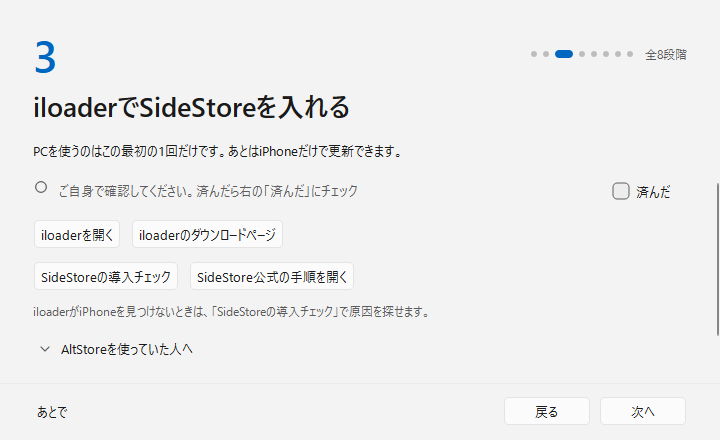 3
全8段階
iloaderでSideStoreを入れる
PCを使うのはこの最初の1回だけです。あとはiPhoneだけで更新できます。
ご自身で確認してください。済んだら右の「済んだ」にチェック
済んだ
iloaderを開く
iloaderのダウンロードページ
SideStoreの導入チェック
SideStore公式の手順を開く
iloaderがiPhoneを見つけないときは、「SideStoreの導入チェック」で原因を探せます。
AltStoreを使っていた人へ
あとで
戻る
次へ